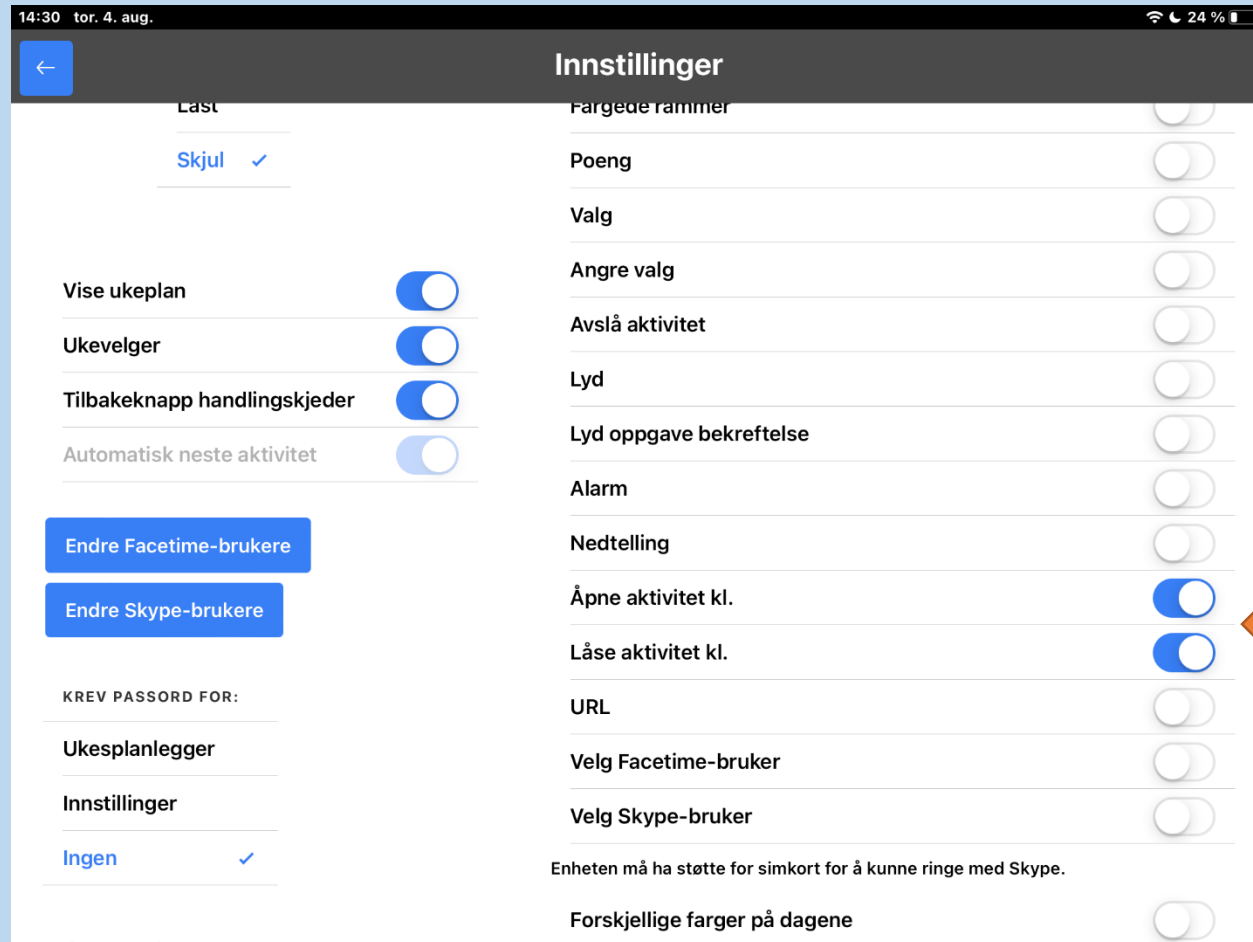 14:30 tor. 4. aug.
24 %
Innstillinger
Låst
Skjul
Vise ukeplan
Ukevelger
Tilbakeknapp handlingskjeder
Automatisk neste aktivitet
Endre Facetime-brukere
Endre Skype-brukere
KREV PASSORD FOR:
Ukesplanlegger
Innstillinger
Ingen
Fargede rammer
Poeng
Valg
Angre valg
Avslå aktivitet
Lyd
Lyd oppgave bekreftelse
Alarm
Nedtelling
Åpne aktivitet kl.
Låse aktivitet kl.
URL
Velg Facetime-bruker
Velg Skype-bruker
Enheten må ha støtte for simkort for å kunne ringe med Skype.
Forskjellige farger på dagene